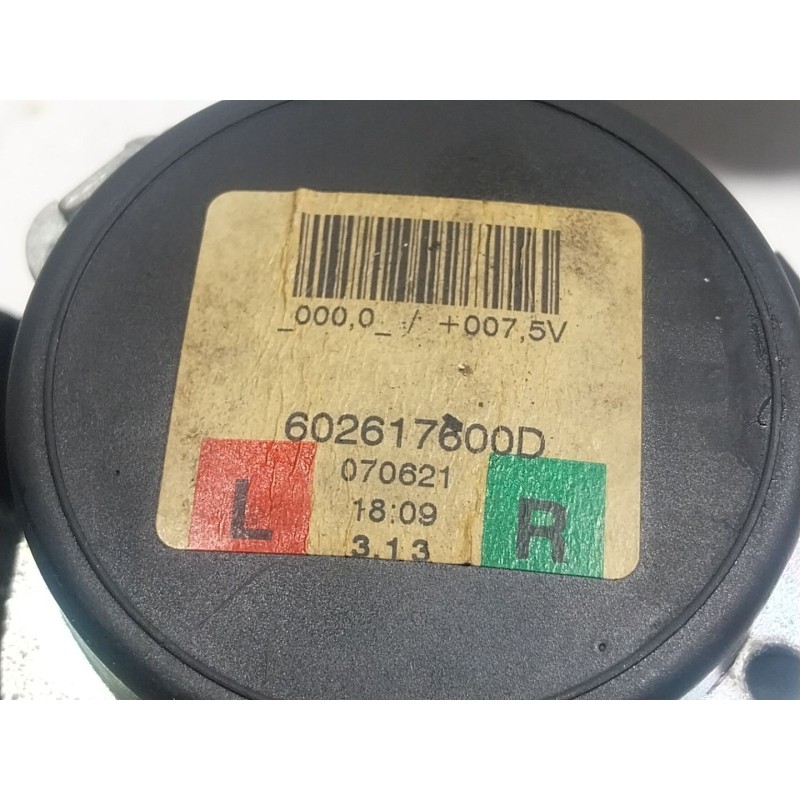 _000,0_ / +007,5V
602617600D
070621
L 18:09 R
3.13